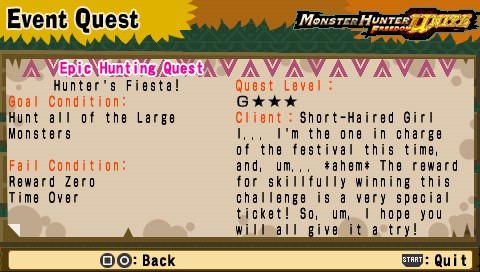 Event Quest
MONSTER HUNTER
FREEDOM UNITE
Epic Hunting Quest
Hunter's Fiesta!
Goal Condition:
Hunt all of the Large
Monsters
Fail Condition:
Reward Zero
Time Over
Quest Level:
G★★★
Client: Short-Haired Girl
I,,, I'm the one in charge
of the festival this time,
and, um,,, *ahem* The reward
for skillfully winning this
challenge is a very special
ticket! So, um, I hope you
will all give it a try!
□○: Back
START: Quit